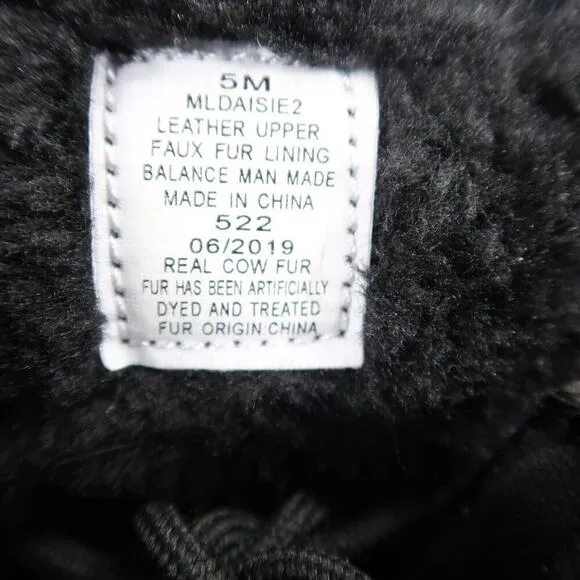 5M
MLDAISIE2
LEATHER UPPER
FAUX FUR LINING
BALANCE MAN MADE
MADE IN CHINA
522
06/2019
REAL COW FUR
FUR HAS BEEN ARTIFICIALLY
DYED AND TREATED
FUR ORIGIN:CHINA